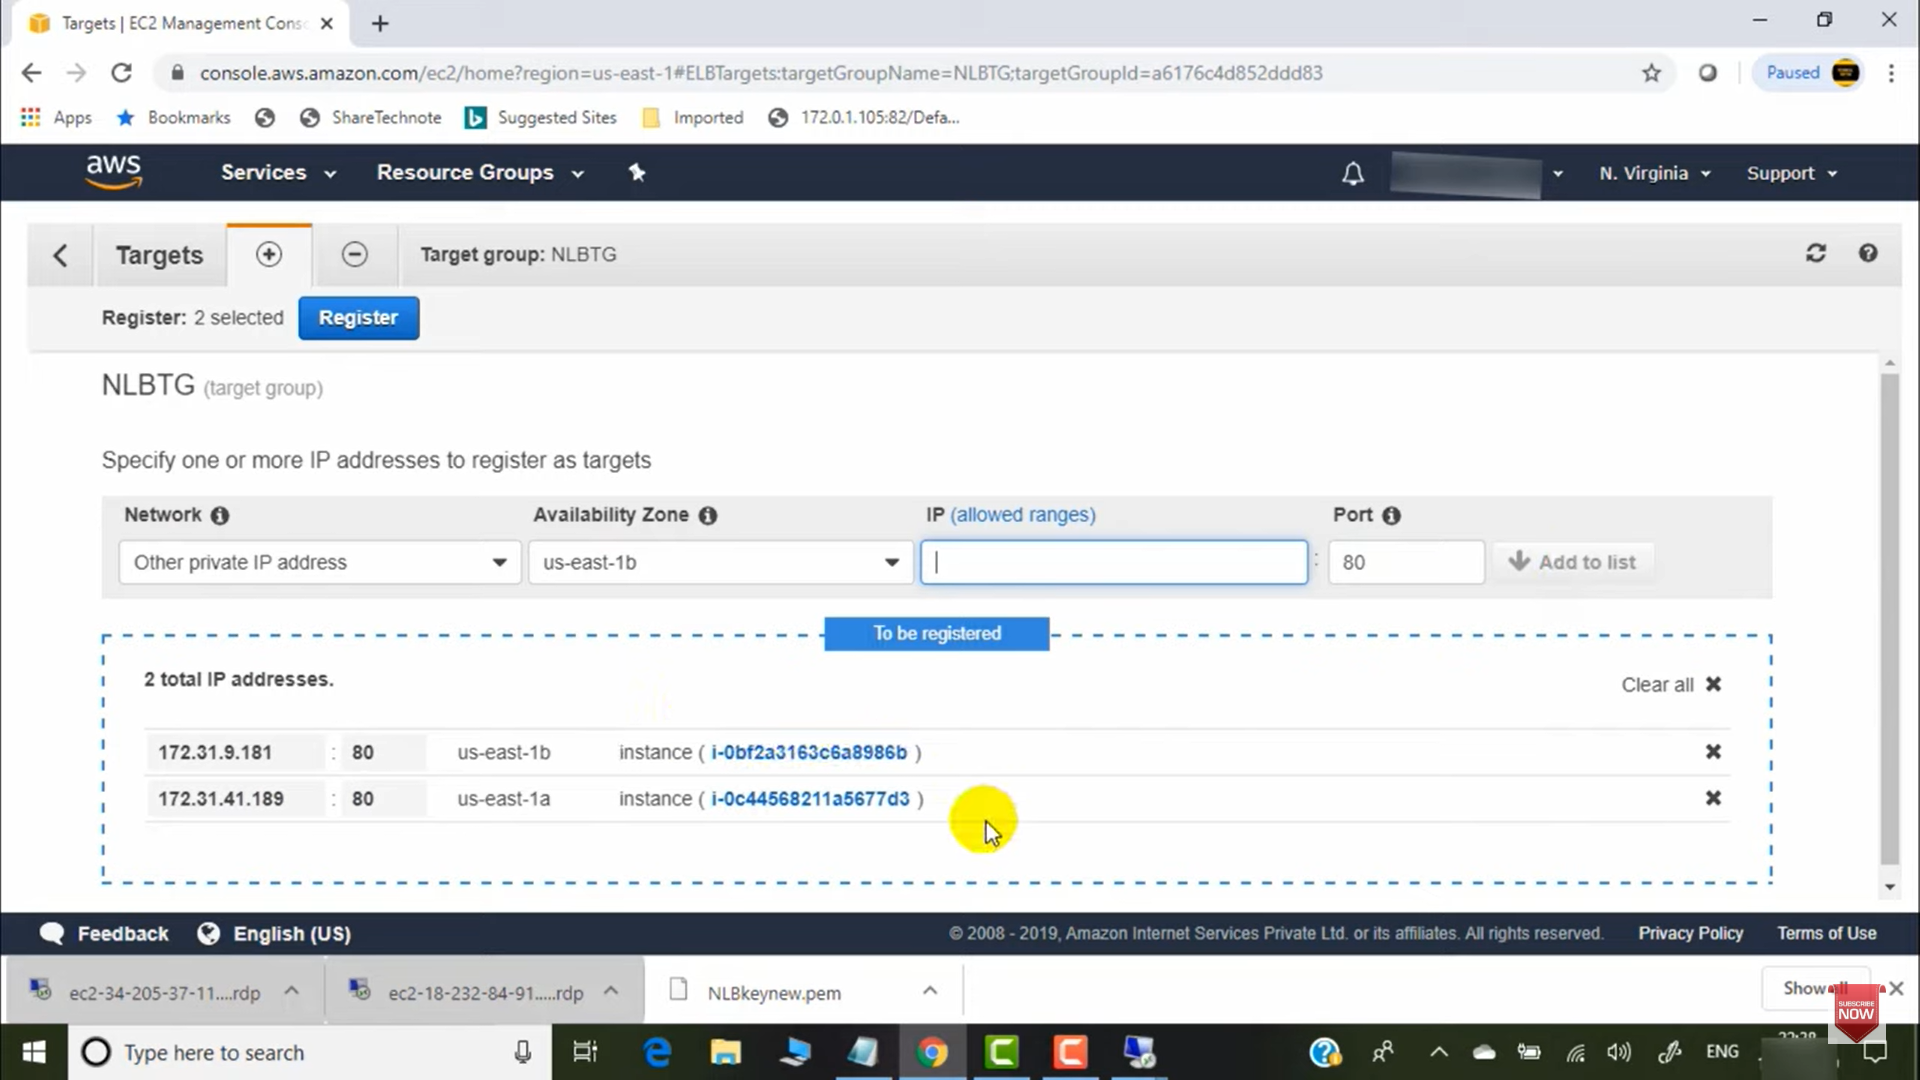 Targets | EC2 Management Cons
console.aws.amazon.com/ec2/home?region=us-east-1#ELBTargets:targetGroupName=NLBTG;targetGroupId=a6176c4d852ddd83
Paused
Apps Bookmarks ShareTechnote Suggested Sites Imported 172.0.1.105:82/Defa...
aws Services Resource Groups N. Virginia Support
Targets Target group: NLBTG
Register: 2 selected Register
NLBTG (target group)
Specify one or more IP addresses to register as targets
Network Availability Zone IP (allowed ranges) Port
Other private IP address us-east-1b : 80 Add to list
To be registered
2 total IP addresses. Clear all
172.31.9.181 : 80 us-east-1b instance ( i-0bf2a3163c6a8986b )
172.31.41.189 : 80 us-east-1a instance ( i-0c44568211a5677d3 )
Feedback English (US) © 2008 - 2019, Amazon Internet Services Private Ltd. or its affiliates. All rights reserved. Privacy Policy Terms of Use
ec2-34-205-37-11....rdp ec2-18-232-84-91.....rdp NLBkeynew.pem Show
SUBSCRIBE
NOW
Type here to search ENG